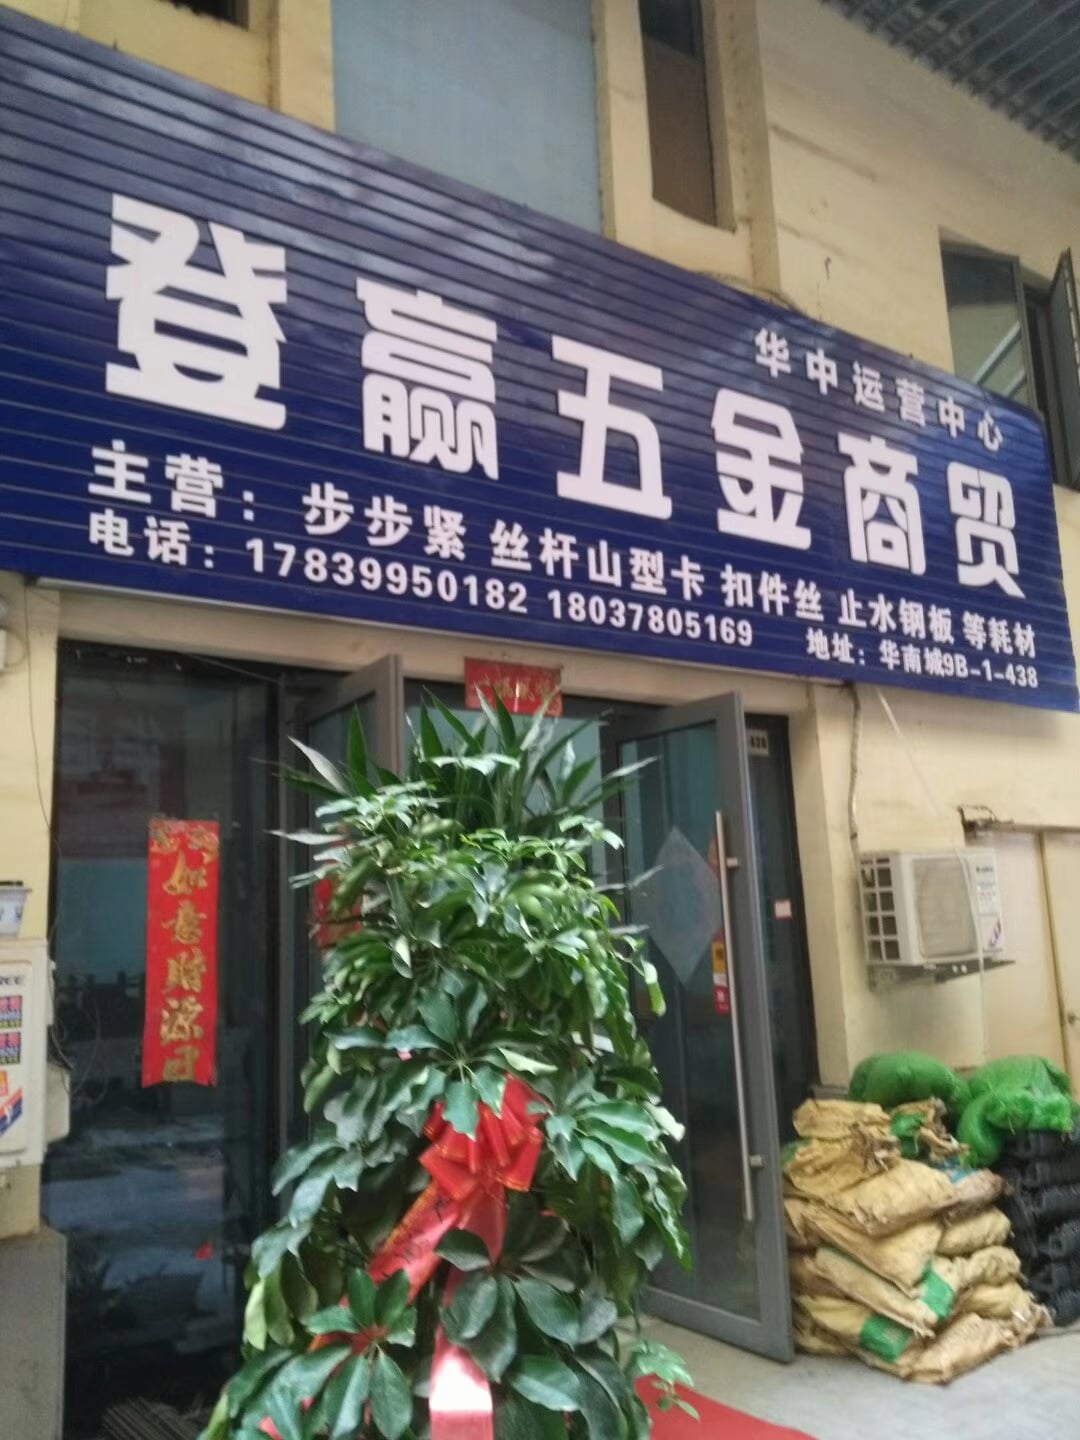 华中运营中心
登赢五金商贸
主营：步步紧 丝杆山型卡 扣件丝 止水钢板 等耗材
电话：17839950182 18037805169 地址：华南城9B-1-438
438
如意财源